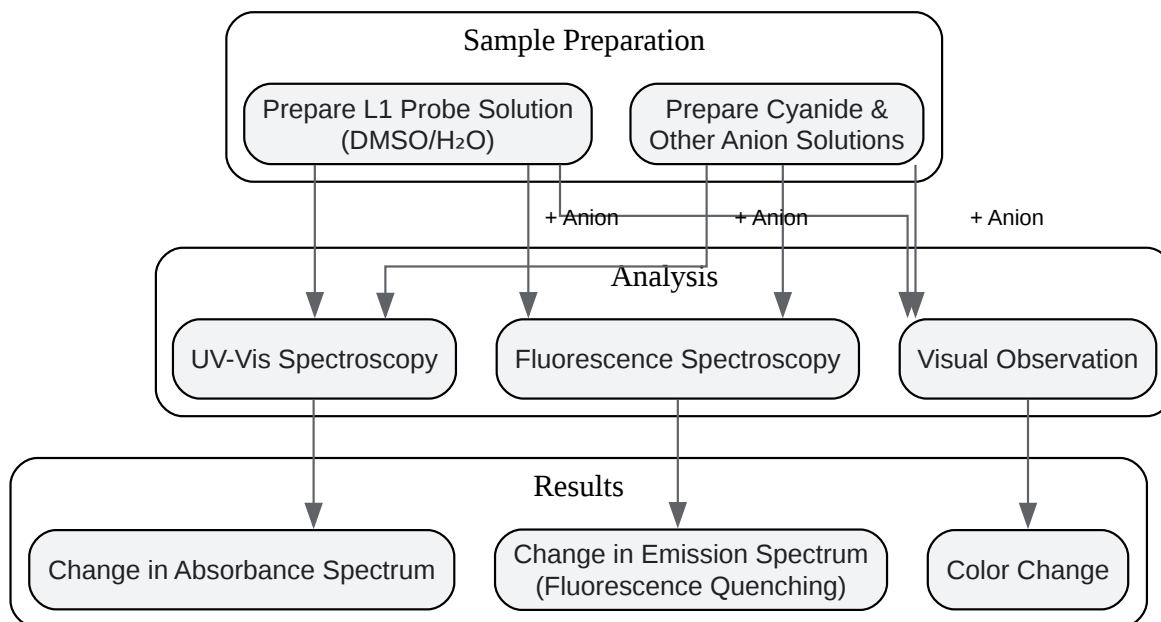 Sample Preparation
Prepare L1 Probe Solution
(DMSO/H₂O)
Prepare Cyanide &
Other Anion Solutions
+ Anion
+ Anion
+ Anion
Analysis
UV-Vis Spectroscopy
Fluorescence Spectroscopy
Visual Observation
Results
Change in Absorbance Spectrum
Change in Emission Spectrum
(Fluorescence Quenching)
Color Change